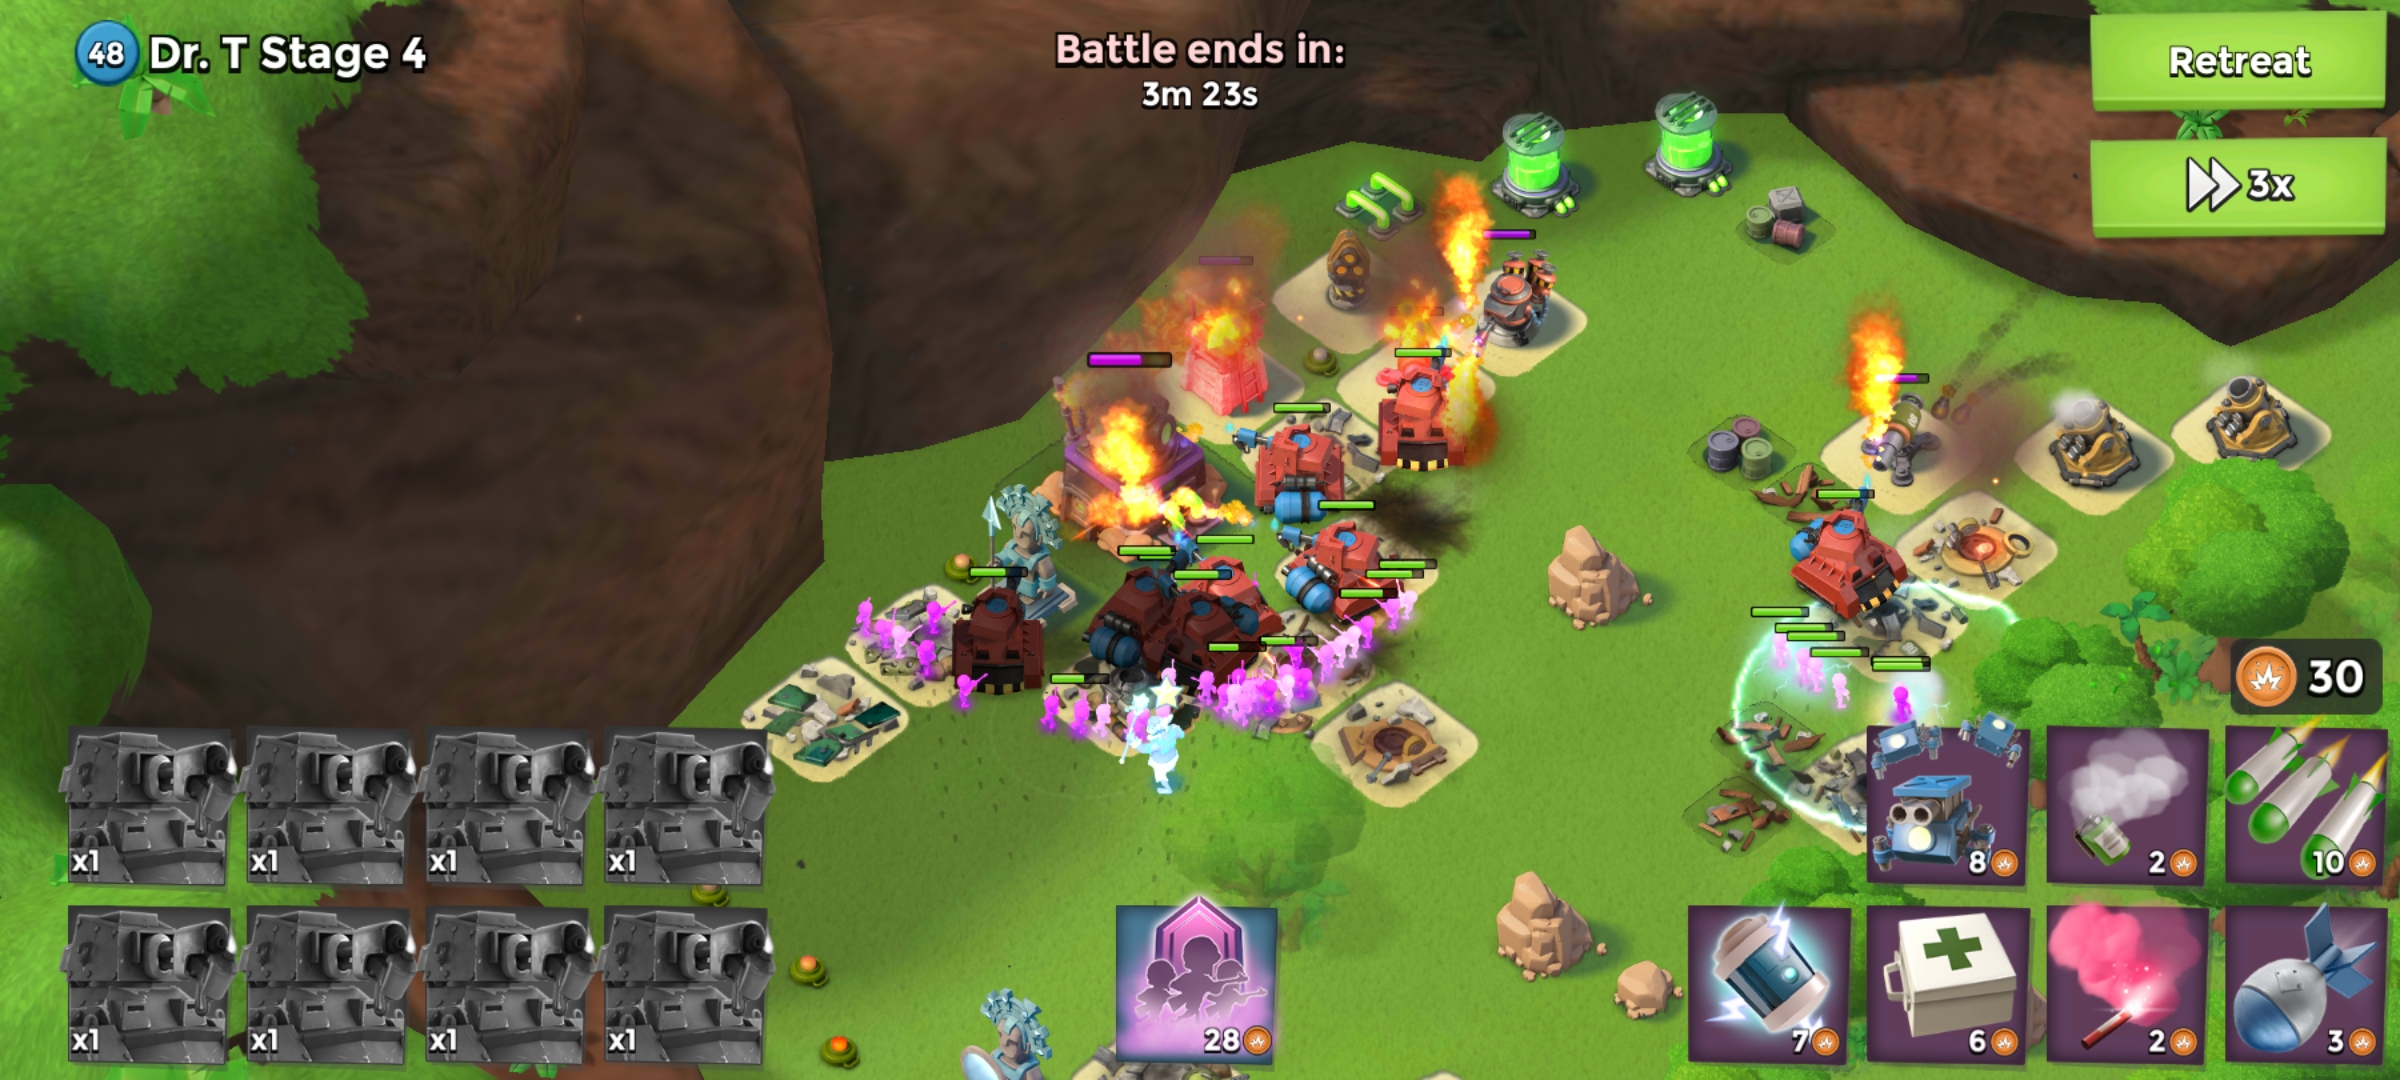 48 Dr. T Stage 4
Battle ends in:
3m 23s
Retreat
3x
30
x1 x1 x1 x1
8 2 10
x1 x1 x1 x1
28
7 6 2 3